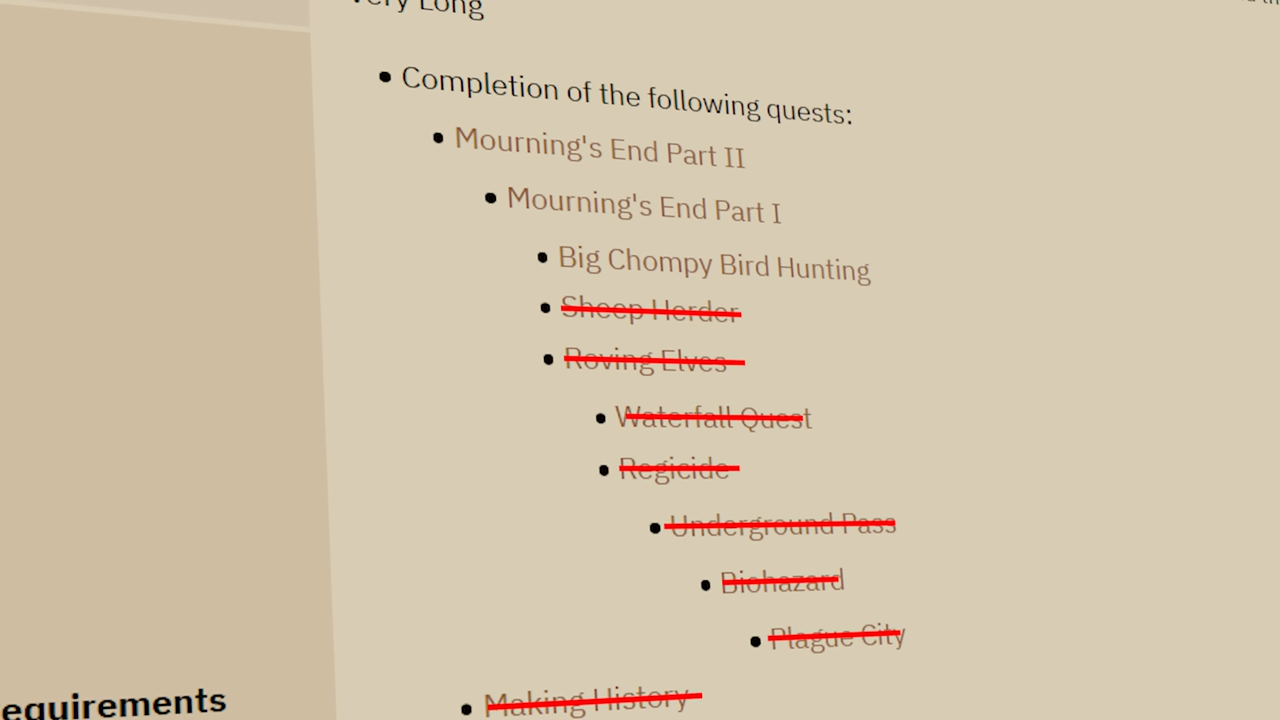 Very Long
Completion of the following quests:
Mourning's End Part II
Mourning's End Part I
Big Chompy Bird Hunting
Sheep Herder
Roving Elves
Waterfall Quest
Regicide
Underground Pass
Biohazard
Plague City
Making History
equirements